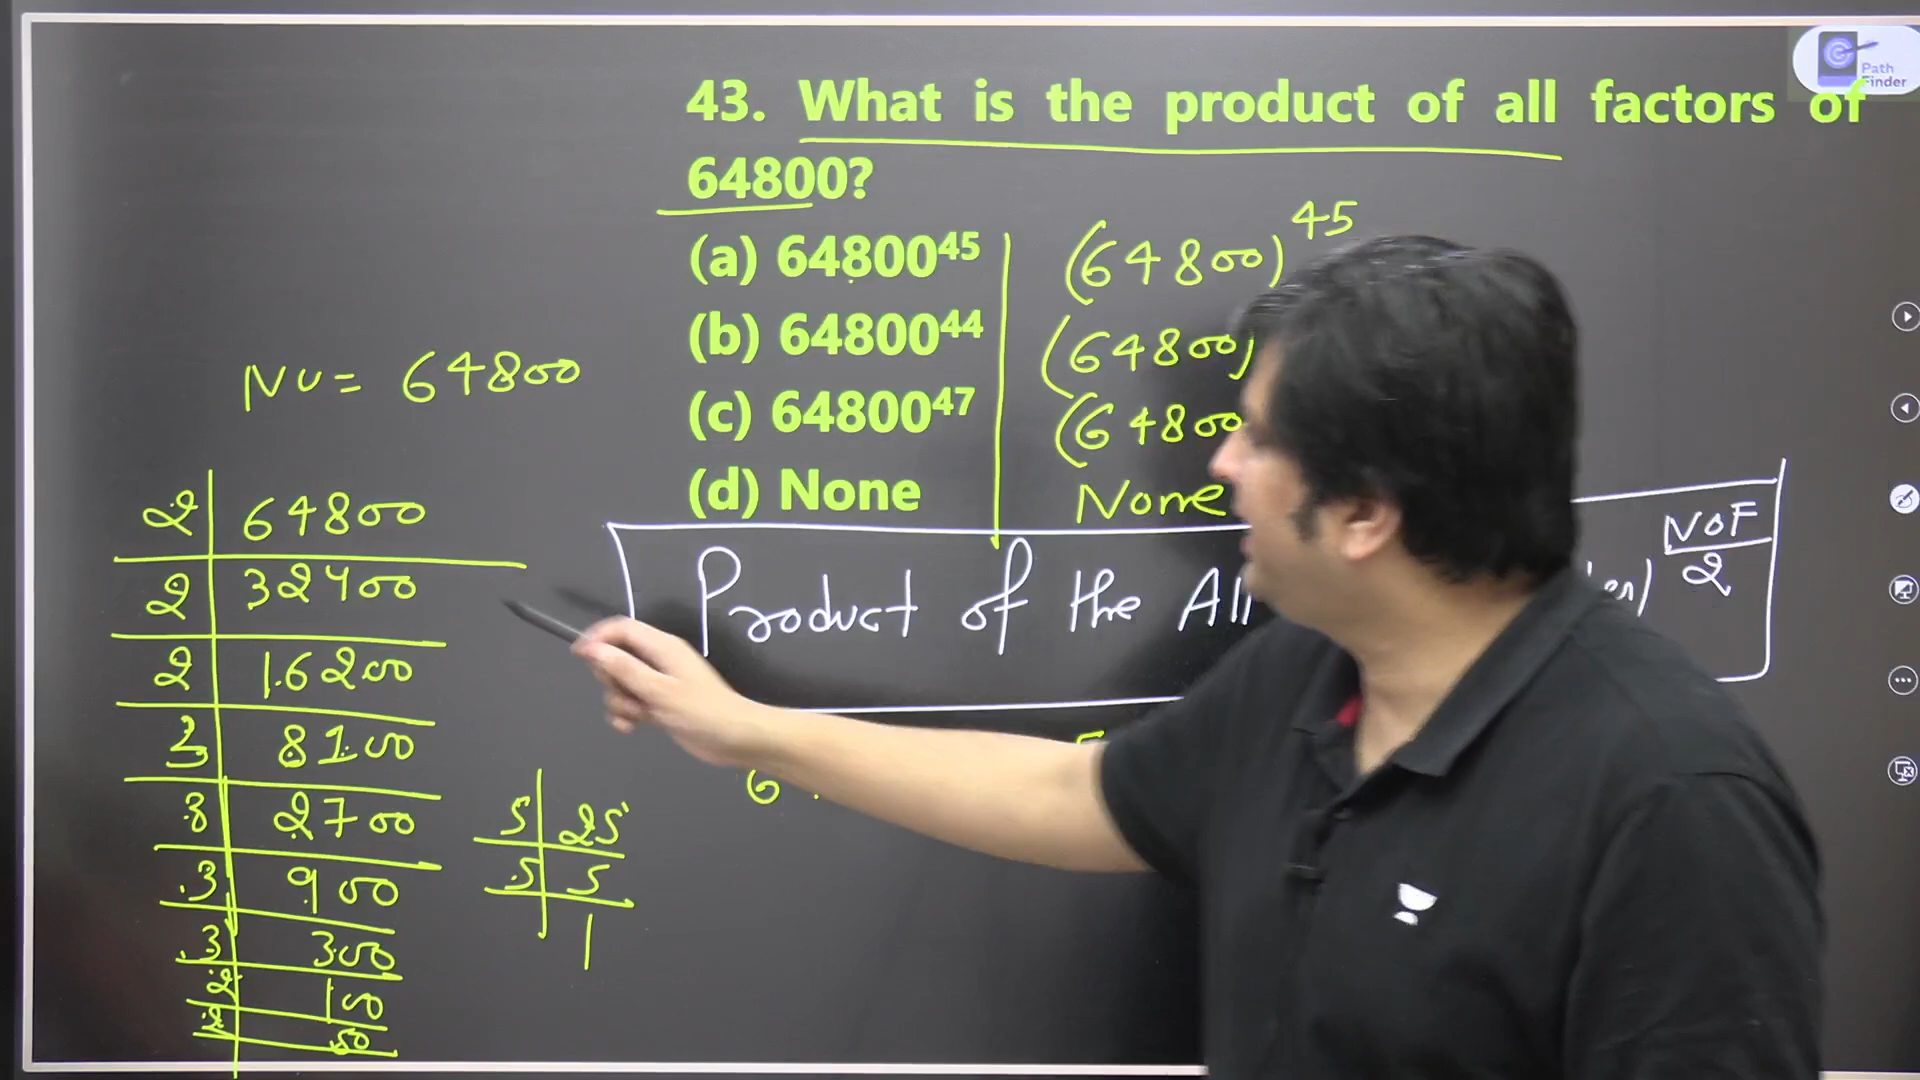 Path
Finder
43. What is the product of all factors of
64800?
(a) 64800⁴⁵
(b) 64800⁴⁴
(c) 64800⁴⁷
(d) None
(64800)⁴⁵
(64800)
(64800
None
NU = 64800
2 | 64800
2 | 32400
2 | 16200
3 | 8100
3 | 2700
3 | 900
3 | 300
2 | 100
2 | 50
5 | 25
5 | 5
1
Product of the All
NOF
2
6